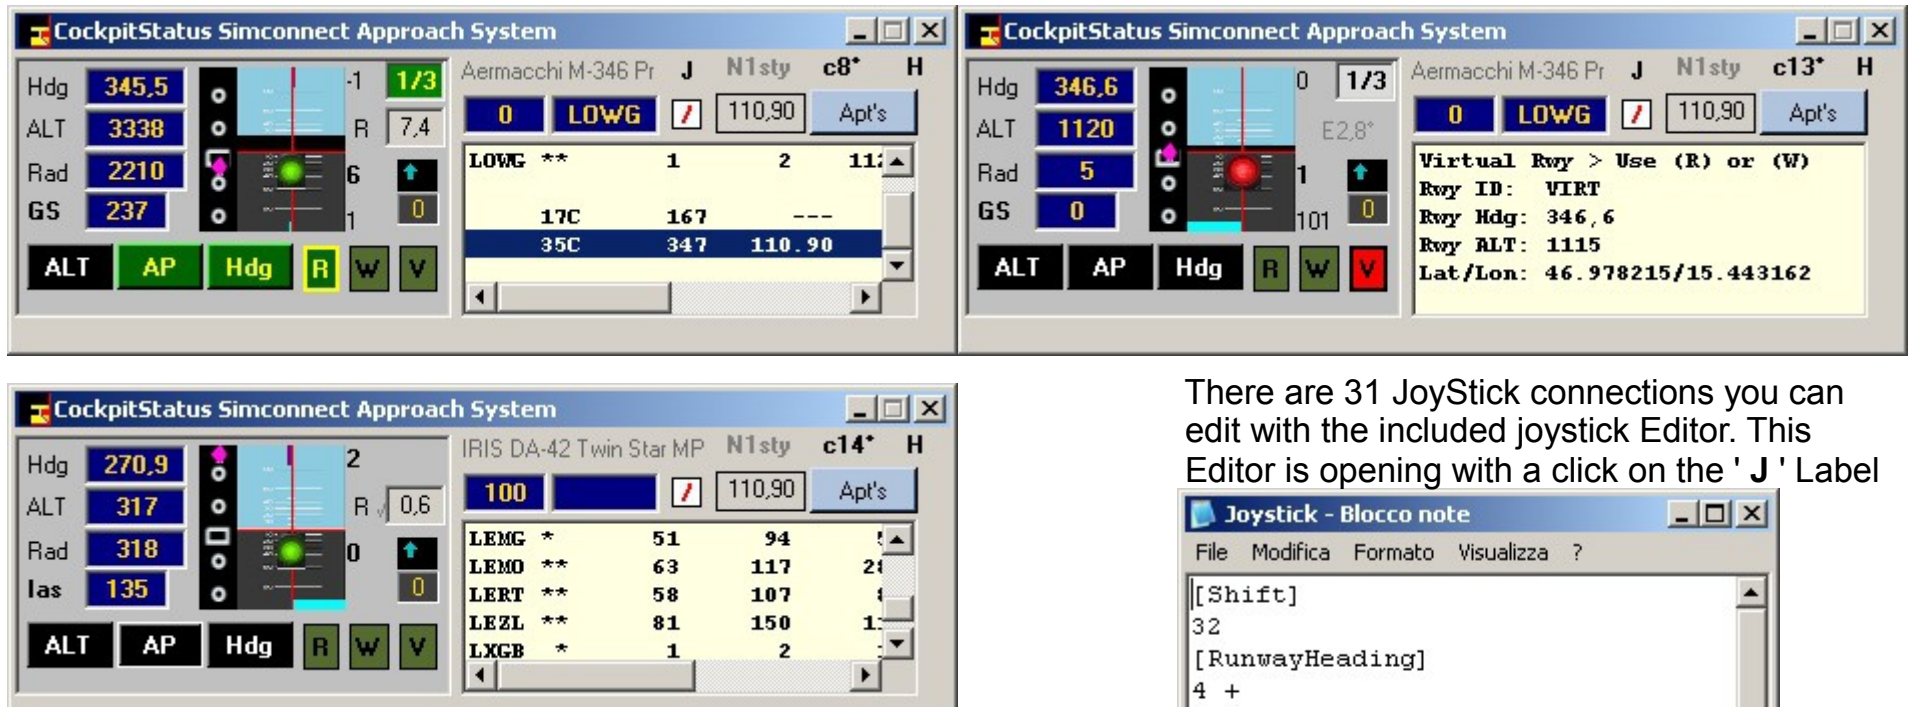 CockpitStatus Simconnect Approach System
Hdg 345,5 -1 1/3
ALT 3338 R 7,4
Rad 2210 6
GS 237 1 0
ALT AP Hdg R W V
Aermacchi M-346 Pr J N1sty c8* H
0 LOWG / 110,90 Apt's
LOWG ** 1 2
17C 167 ---
35C 347 110.90
CockpitStatus Simconnect Approach System
Hdg 346,6 0 1/3
ALT 1120 E2,8°
Rad 5 1
GS 0 101 0
ALT AP Hdg R W V
Aermacchi M-346 Pr J N1sty c13* H
0 LOWG / 110,90 Apt's
Virtual Rwy > Use (R) or (W)
Rwy ID: VIRT
Rwy Hdg: 346,6
Rwy ALT: 1115
Lat/Lon: 46.978215/15.443162
CockpitStatus Simconnect Approach System
Hdg 270,9 2
ALT 317 R √ 0,6
Rad 318 0
Ias 135 0
ALT AP Hdg R W V
IRIS DA-42 Twin Star MP N1sty c14* H
100 / 110,90 Apt's
LEMG * 51 94
LEMO ** 63 117
LERT ** 58 107
LEZL ** 81 150
LXGB * 1 2
There are 31 JoyStick connections you can
edit with the included joystick Editor. This
Editor is opening with a click on the ' J ' Label
Joystick - Blocco note
File Modifica Formato Visualizza ?
[Shift]
32
[RunwayHeading]
4 +